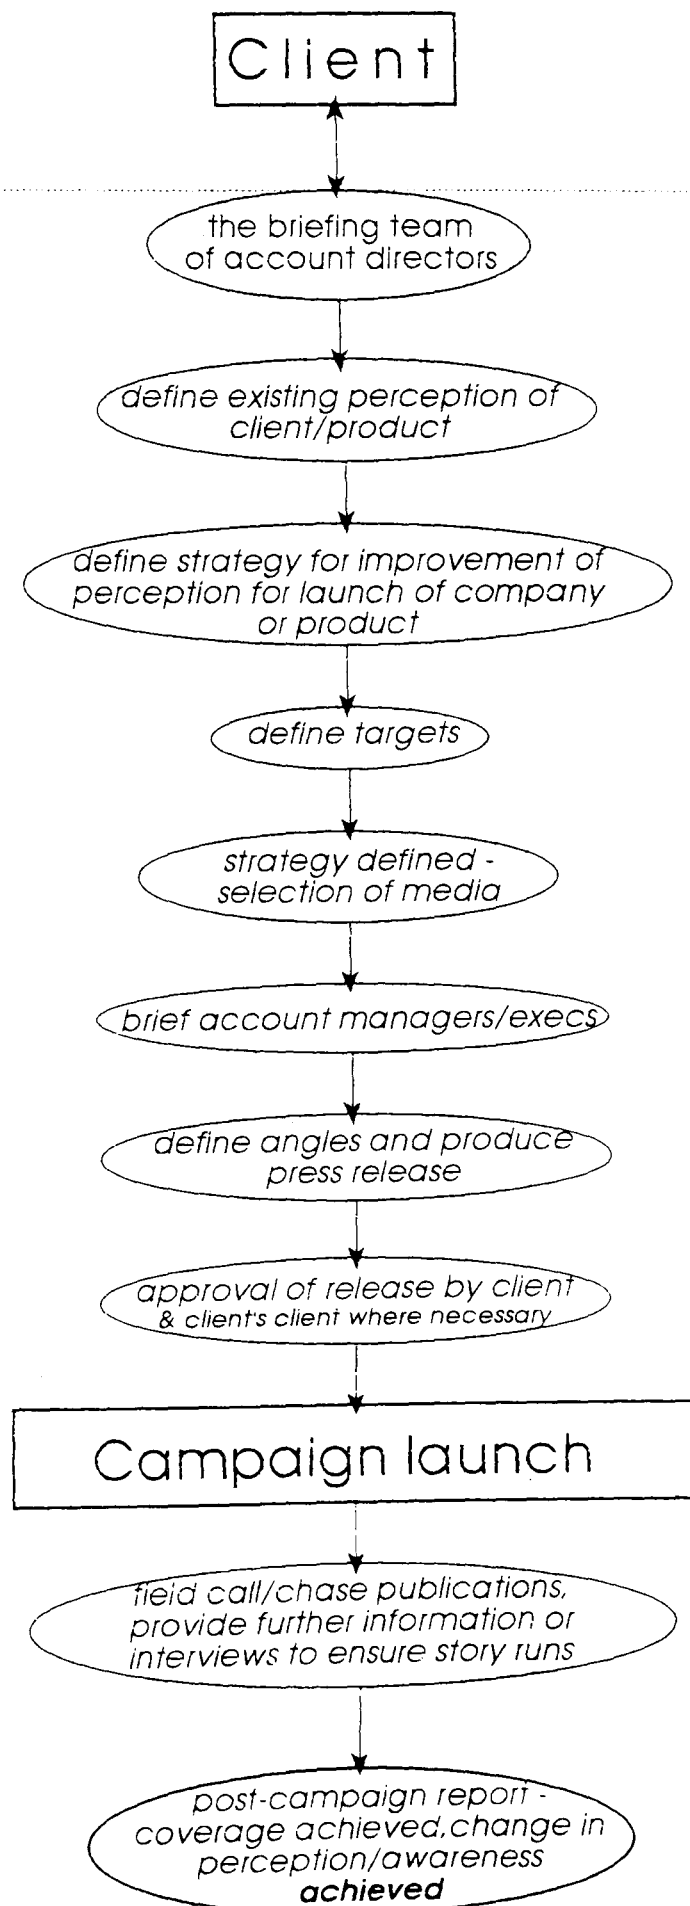 Client
the briefing team
of account directors
define existing perception of
client/product
define strategy for improvement of
perception for launch of company
or product
define targets
strategy defined -
selection of media
brief account managers/execs
define angles and produce
press release
approval of release by client
& client's client where necessary
Campaign launch
field call/chase publications,
provide further information or
interviews to ensure story runs
post-campaign report -
coverage achieved,change in
perception/awareness
achieved